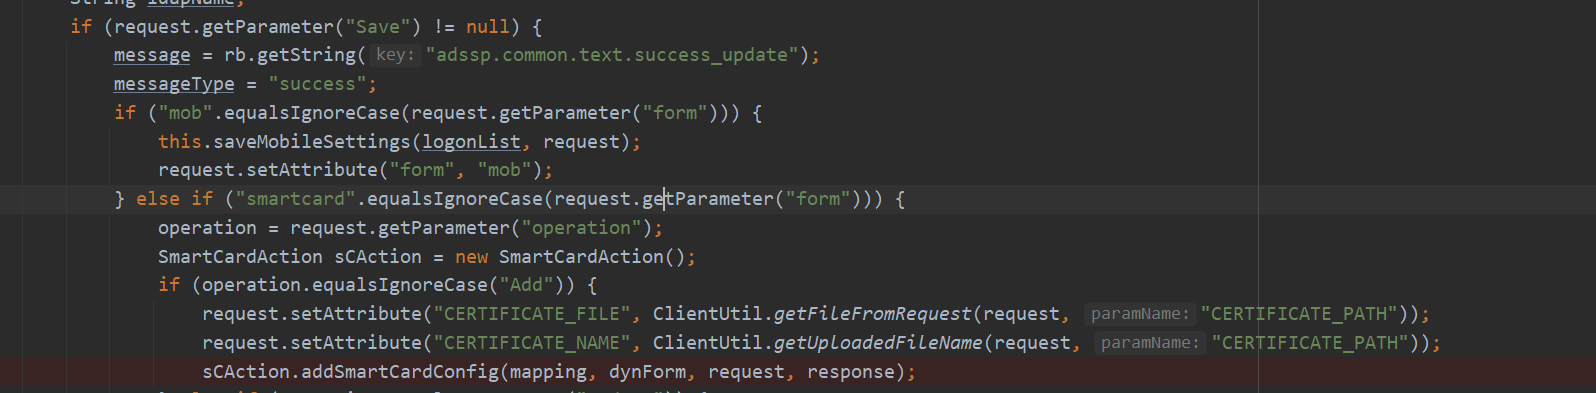 String ldapName;
if (request.getParameter("Save") != null) {
message = rb.getString( key: "adssp.common.text.success_update");
messageType = "success";
if ("mob".equalsIgnoreCase(request.getParameter("form"))) {
this.saveMobileSettings(logonList, request);
request.setAttribute("form", "mob");
} else if ("smartcard".equalsIgnoreCase(request.getParameter("form"))) {
operation = request.getParameter("operation");
SmartCardAction sCAction = new SmartCardAction();
if (operation.equalsIgnoreCase("Add")) {
request.setAttribute("CERTIFICATE_FILE", ClientUtil.getFileFromRequest(request, paramName: "CERTIFICATE_PATH"));
request.setAttribute("CERTIFICATE_NAME", ClientUtil.getUploadedFileName(request, paramName: "CERTIFICATE_PATH"));
sCAction.addSmartCardConfig(mapping, dynForm, request, response);